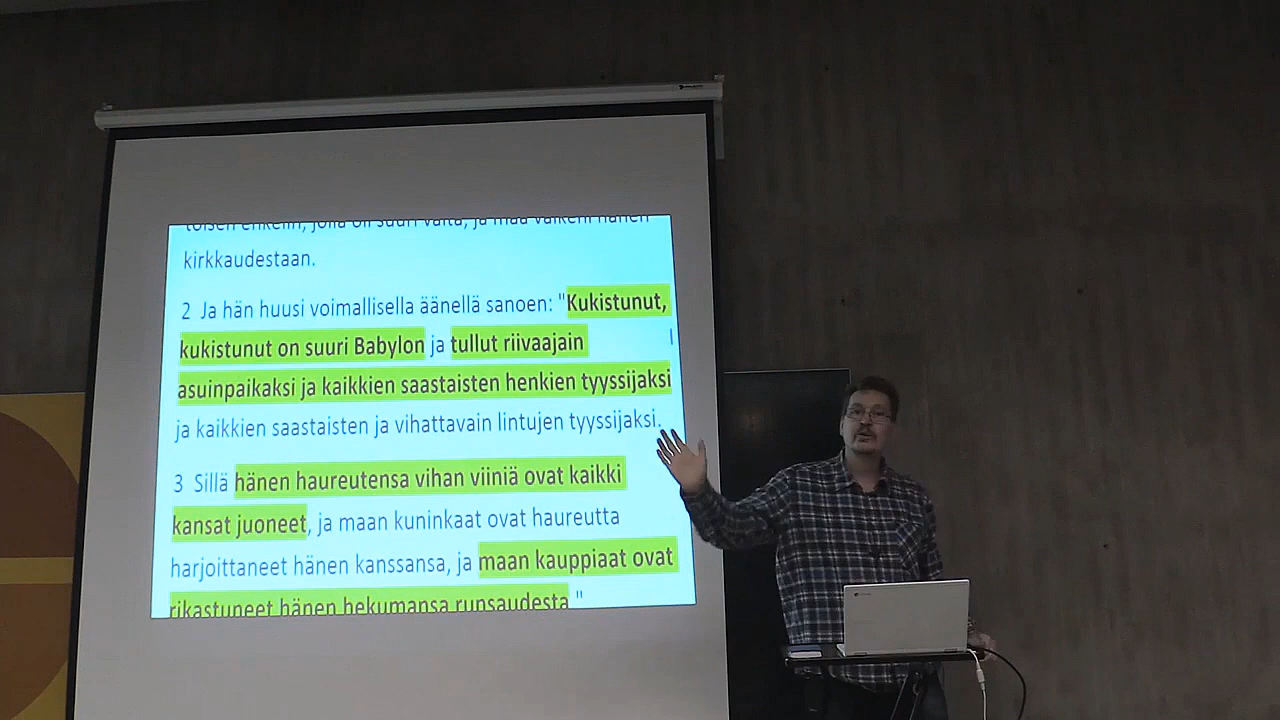 toisen enkelin, jolla oli suuri valta, ja maa valkeni hänen
kirkkaudestaan.
2 Ja hän huusi voimallisella äänellä sanoen: "Kukistunut,
kukistunut on suuri Babylon ja tullut riivaajain
asuinpaikaksi ja kaikkien saastaisten henkien tyyssijaksi
ja kaikkien saastaisten ja vihattavain lintujen tyyssijaksi.
3 Sillä hänen haureutensa vihan viiniä ovat kaikki
kansat juoneet, ja maan kuninkaat ovat haureutta
harjoittaneet hänen kanssansa, ja maan kauppiaat ovat
rikastuneet hänen hekumansa runsaudesta."